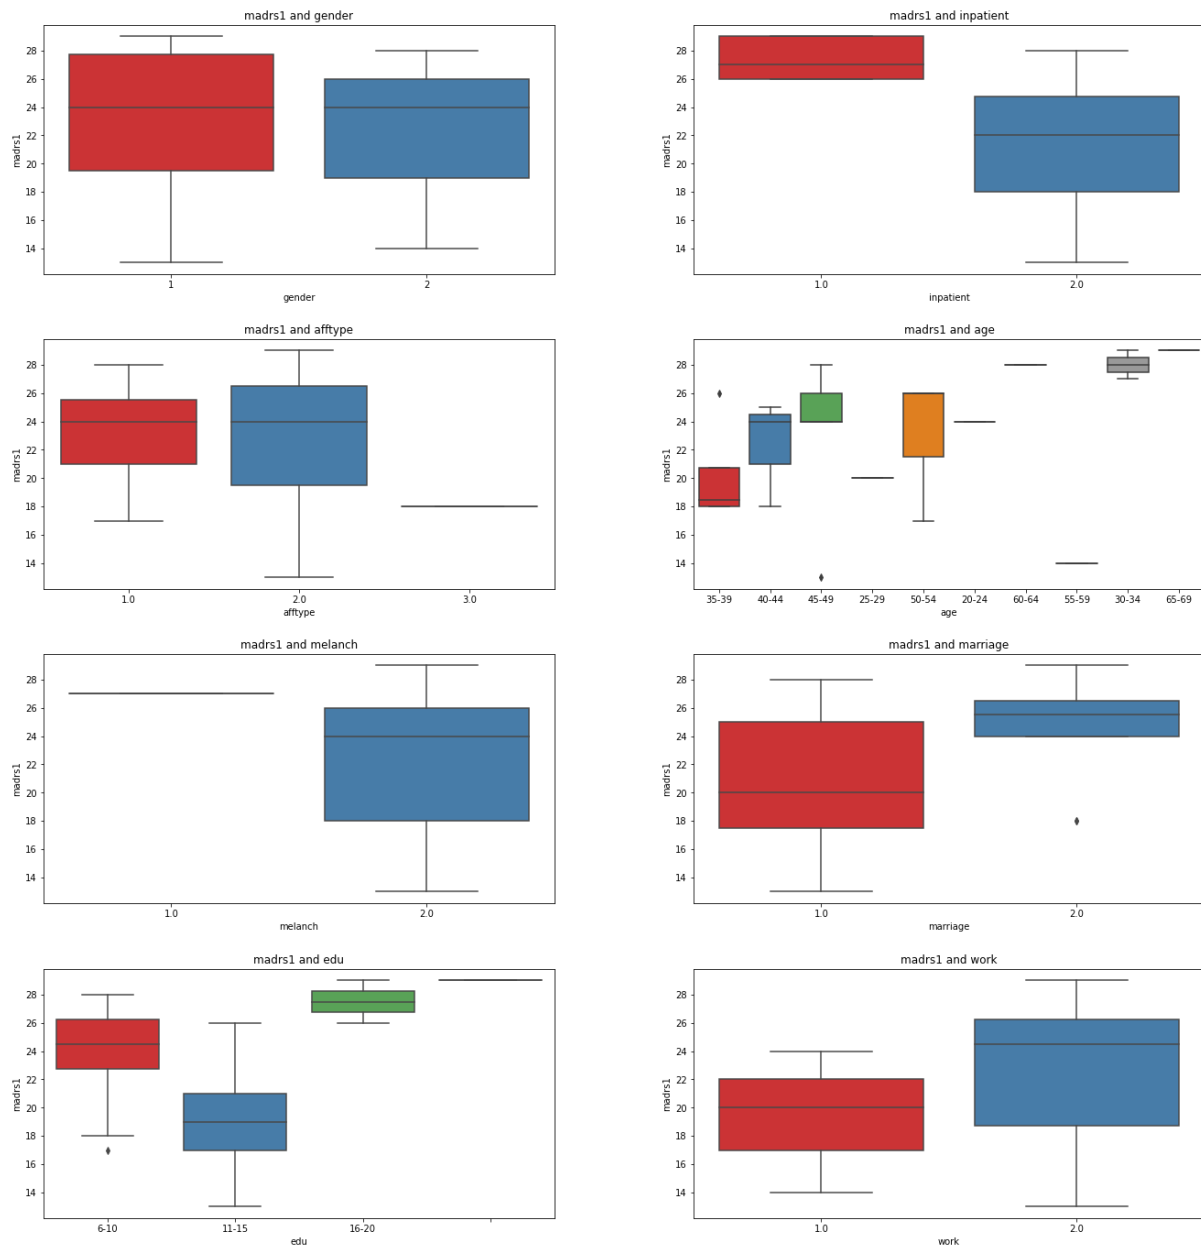 madrs1 and gender
madrs1
28
26
24
22
20
18
16
14
1 2
gender
madrs1 and inpatient
madrs1
28
26
24
22
20
18
16
14
1.0 2.0
inpatient
madrs1 and afftype
madrs1
28
26
24
22
20
18
16
14
1.0 2.0 3.0
afftype
madrs1 and age
madrs1
28
26
24
22
20
18
16
14
35-39 40-44 45-49 25-29 50-54 20-24 60-64 55-59 30-34 65-69
age
madrs1 and melanch
madrs1
28
26
24
22
20
18
16
14
1.0 2.0
melanch
madrs1 and marriage
madrs1
28
26
24
22
20
18
16
14
1.0 2.0
marriage
madrs1 and edu
madrs1
28
26
24
22
20
18
16
14
6-10 11-15 16-20
edu
madrs1 and work
madrs1
28
26
24
22
20
18
16
14
1.0 2.0
work